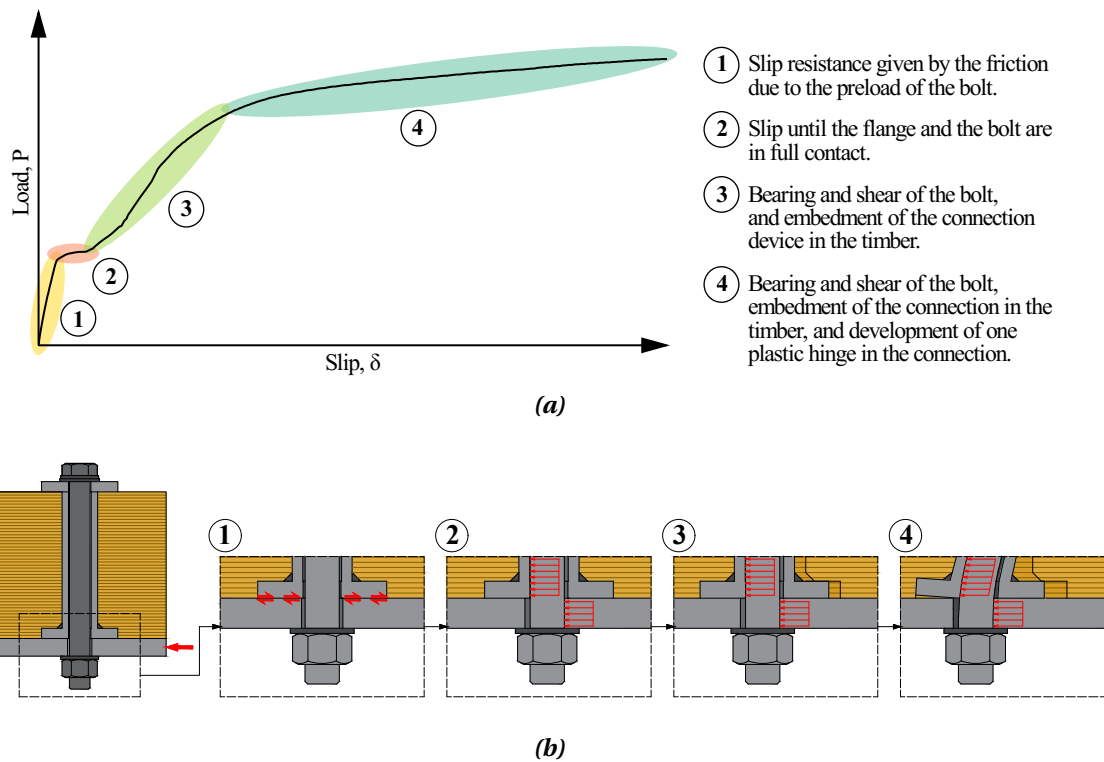 Load, P
Slip, δ
1
2
3
4
1 Slip resistance given by the friction
due to the preload of the bolt.
2 Slip until the flange and the bolt are
in full contact.
3 Bearing and shear of the bolt,
and embedment of the connection
device in the timber.
4 Bearing and shear of the bolt,
embedment of the connection in the
timber, and development of one
plastic hinge in the connection.
(a)
1
2
3
4
(b)